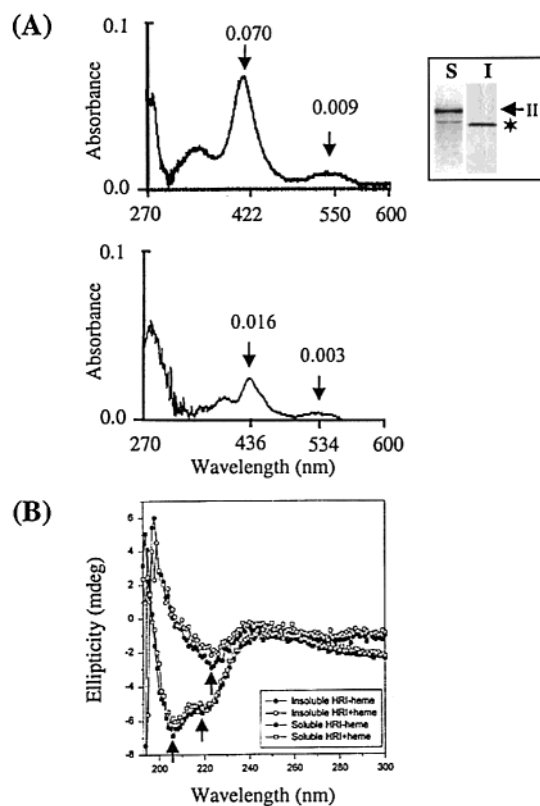 (A)
0.1
Absorbance
0.0
0.070
0.009
270 422 550 600
S I
II
0.1
Absorbance
0.0
0.016
0.003
270 436 534 600
Wavelength (nm)
(B)
Ellipticity (mdeg)
6
4
2
0
-2
-4
-6
-8
Insoluble HRI-heme
Insoluble HRI+heme
Soluble HRI-heme
Soluble HRI+heme
200 220 240 260 280 300
Wavelength (nm)